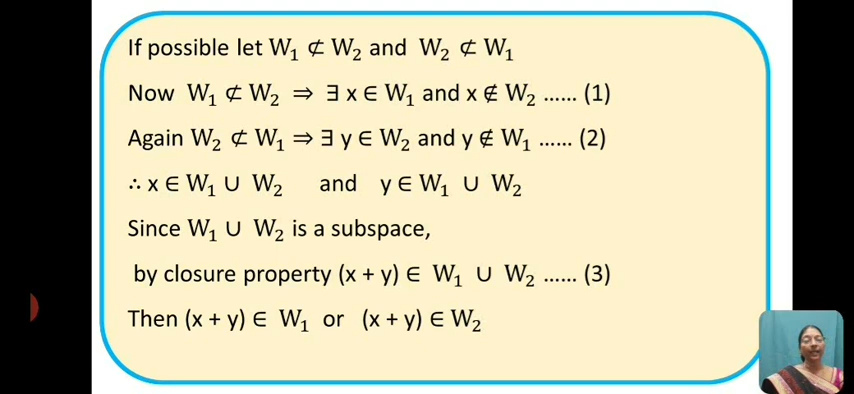 If possible let W₁ ⊄ W₂ and W₂ ⊄ W₁
Now W₁ ⊄ W₂ ⇒ ∃ x ∈ W₁ and x ∉ W₂ ...... (1)
Again W₂ ⊄ W₁ ⇒ ∃ y ∈ W₂ and y ∉ W₁ ...... (2)
∴ x ∈ W₁ ∪ W₂ and y ∈ W₁ ∪ W₂
Since W₁ ∪ W₂ is a subspace,
by closure property (x + y) ∈ W₁ ∪ W₂ ...... (3)
Then (x + y) ∈ W₁ or (x + y) ∈ W₂